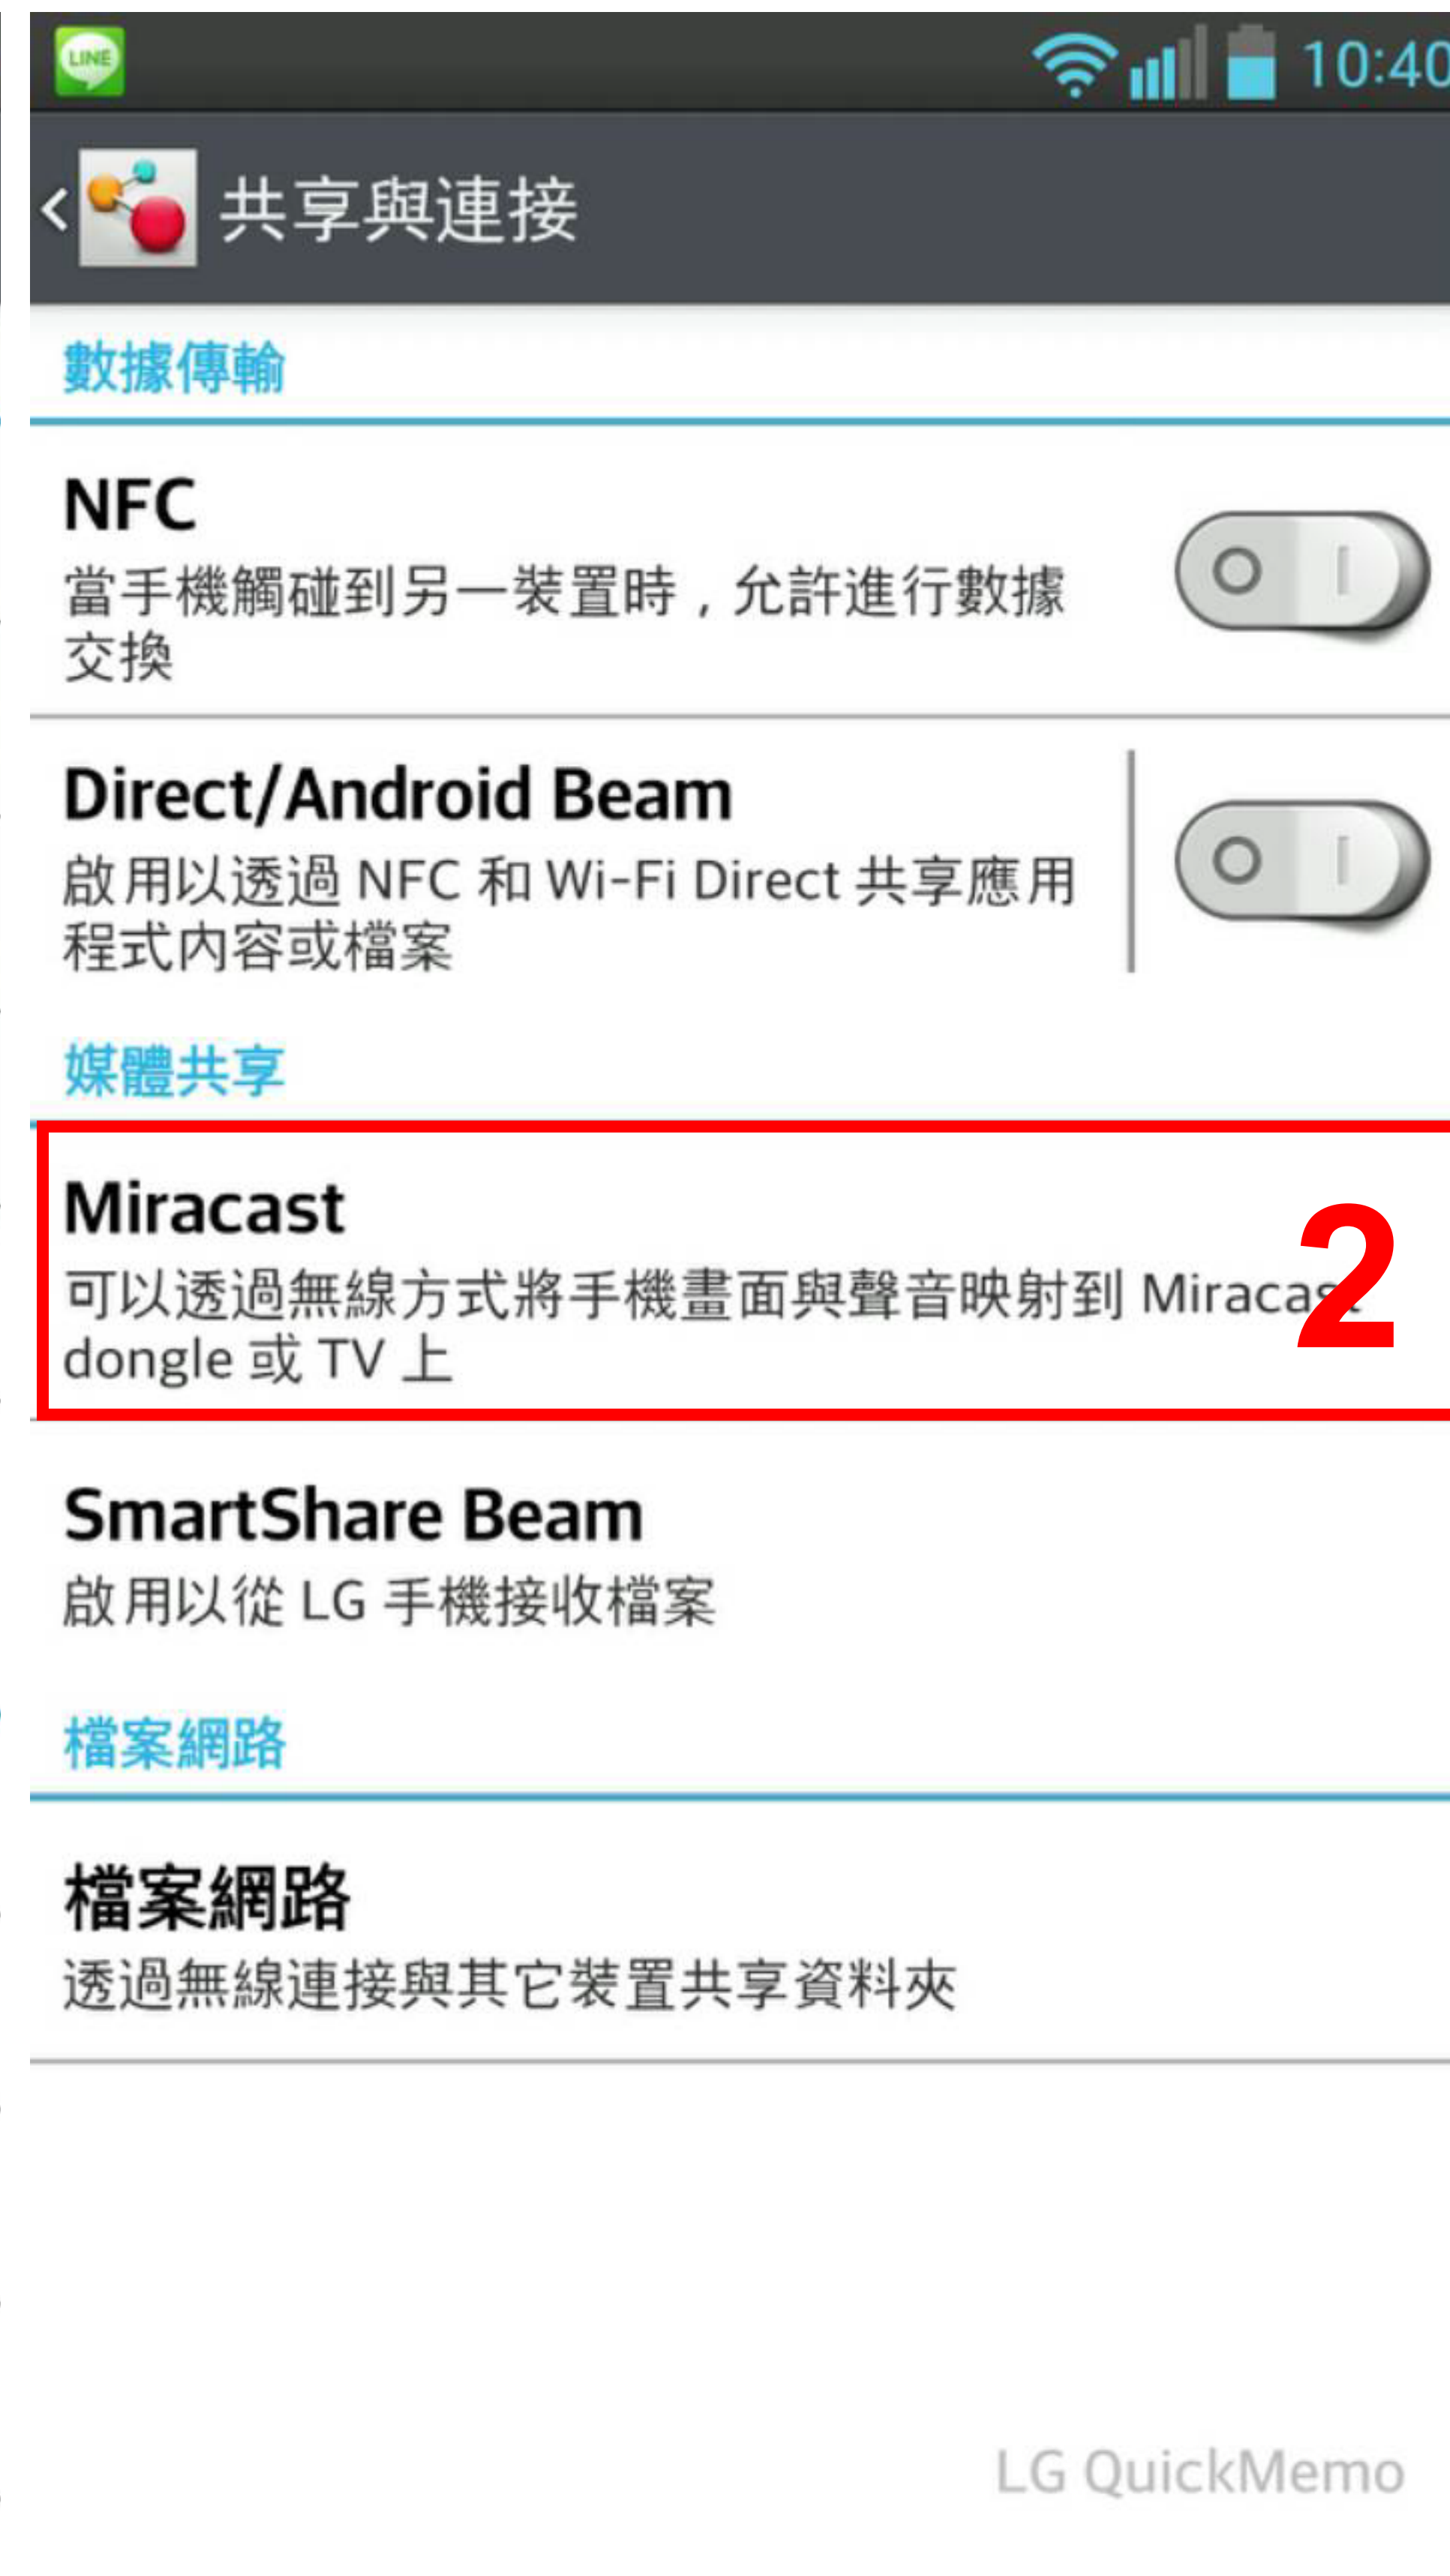 LINE
10:40
共享與連接
數據傳輸
NFC
當手機觸碰到另一裝置時，允許進行數據
交換
Direct/Android Beam
啟用以透過 NFC 和 Wi-Fi Direct 共享應用
程式內容或檔案
媒體共享
Miracast
2
可以透過無線方式將手機畫面與聲音映射到 Miracast
dongle 或 TV 上
SmartShare Beam
啟用以從 LG 手機接收檔案
檔案網路
檔案網路
透過無線連接與其它裝置共享資料夾
LG QuickMemo